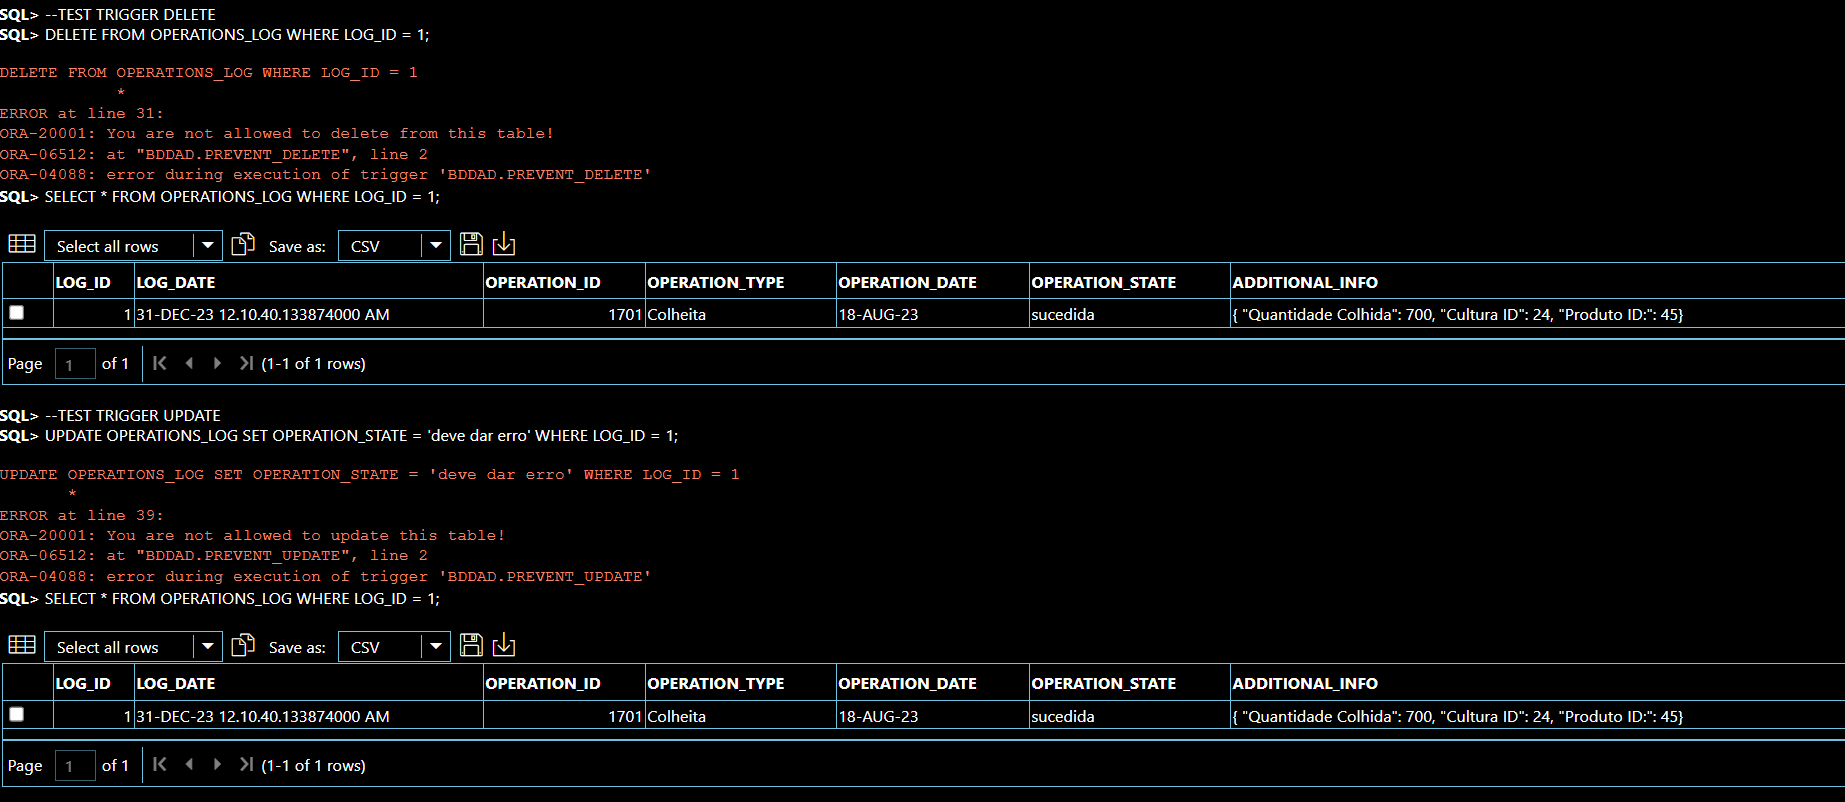 SQL> --TEST TRIGGER DELETE
SQL> DELETE FROM OPERATIONS_LOG WHERE LOG_ID = 1;
DELETE FROM OPERATIONS_LOG WHERE LOG_ID = 1
*
ERROR at line 31:
ORA-20001: You are not allowed to delete from this table!
ORA-06512: at "BDDAD.PREVENT_DELETE", line 2
ORA-04088: error during execution of trigger 'BDDAD.PREVENT_DELETE'
SQL> SELECT * FROM OPERATIONS_LOG WHERE LOG_ID = 1;
Select all rows Save as: CSV
LOG_ID LOG_DATE OPERATION_ID OPERATION_TYPE OPERATION_DATE OPERATION_STATE ADDITIONAL_INFO
1 31-DEC-23 12.10.40.133874000 AM 1701 Colheita 18-AUG-23 sucedida { "Quantidade Colhida": 700, "Cultura ID": 24, "Produto ID:": 45}
Page 1 of 1 (1-1 of 1 rows)
SQL> --TEST TRIGGER UPDATE
SQL> UPDATE OPERATIONS_LOG SET OPERATION_STATE = 'deve dar erro' WHERE LOG_ID = 1;
UPDATE OPERATIONS_LOG SET OPERATION_STATE = 'deve dar erro' WHERE LOG_ID = 1
*
ERROR at line 39:
ORA-20001: You are not allowed to update this table!
ORA-06512: at "BDDAD.PREVENT_UPDATE", line 2
ORA-04088: error during execution of trigger 'BDDAD.PREVENT_UPDATE'
SQL> SELECT * FROM OPERATIONS_LOG WHERE LOG_ID = 1;
Select all rows Save as: CSV
LOG_ID LOG_DATE OPERATION_ID OPERATION_TYPE OPERATION_DATE OPERATION_STATE ADDITIONAL_INFO
1 31-DEC-23 12.10.40.133874000 AM 1701 Colheita 18-AUG-23 sucedida { "Quantidade Colhida": 700, "Cultura ID": 24, "Produto ID:": 45}
Page 1 of 1 (1-1 of 1 rows)